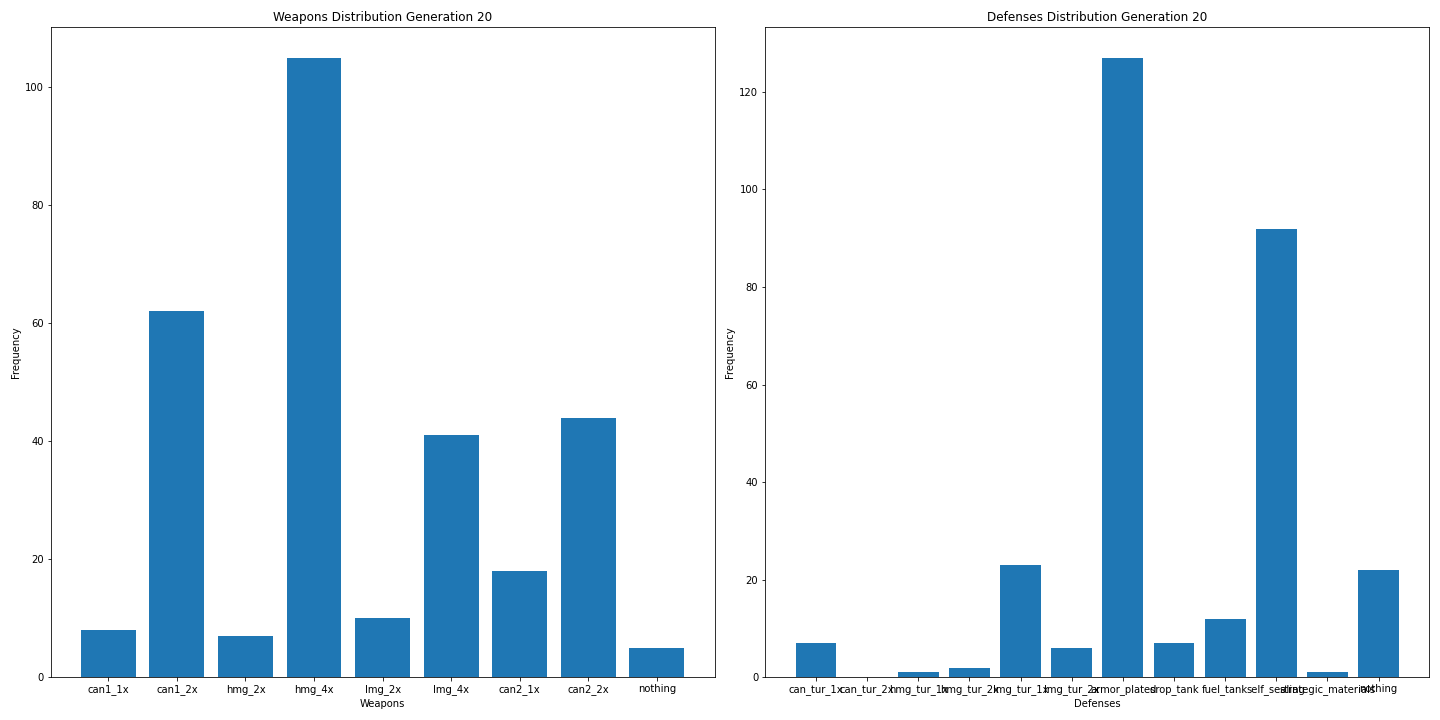 Weapons Distribution Generation 20
100
80
60
40
20
0
Frequency
can1_1x can1_2x hmg_2x hmg_4x lmg_2x lmg_4x can2_1x can2_2x nothing
Weapons
Defenses Distribution Generation 20
120
100
80
60
40
20
0
Frequency
can_tur_1x can_tur_2x hmg_tur_1x hmg_tur_2x lmg_tur_1x lmg_tur_2x armor_plated drop_tank fuel_tank self_sealing strategic_materials nothing
Defenses